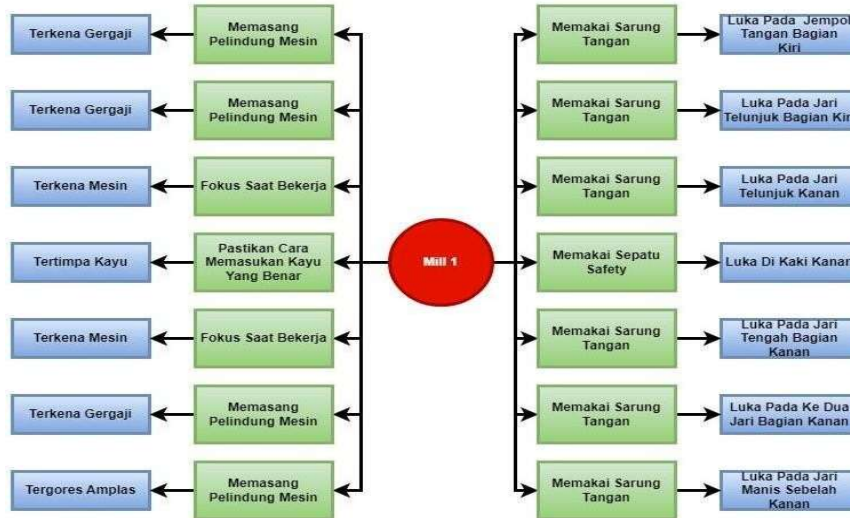 Terkena Gergaji
Memasang
Pelindung Mesin
Memakai Sarung
Tangan
Luka Pada Jempol
Tangan Bagian
Kiri
Terkena Gergaji
Memasang
Pelindung Mesin
Memakai Sarung
Tangan
Luka Pada Jari
Telunjuk Bagian Kiri
Terkena Mesin
Fokus Saat Bekerja
Memakai Sarung
Tangan
Luka Pada Jari
Telunjuk Kanan
Tertimpa Kayu
Pastikan Cara
Memasukan Kayu
Yang Benar
Mill 1
Memakai Sepatu
Safety
Luka Di Kaki Kanan
Terkena Mesin
Fokus Saat Bekerja
Memakai Sarung
Tangan
Luka Pada Jari
Tengah Bagian
Kanan
Terkena Gergaji
Memasang
Pelindung Mesin
Memakai Sarung
Tangan
Luka Pada Ke Dua
Jari Bagian Kanan
Tergores Amplas
Memasang
Pelindung Mesin
Memakai Sarung
Tangan
Luka Pada Jari
Manis Sebelah
Kanan